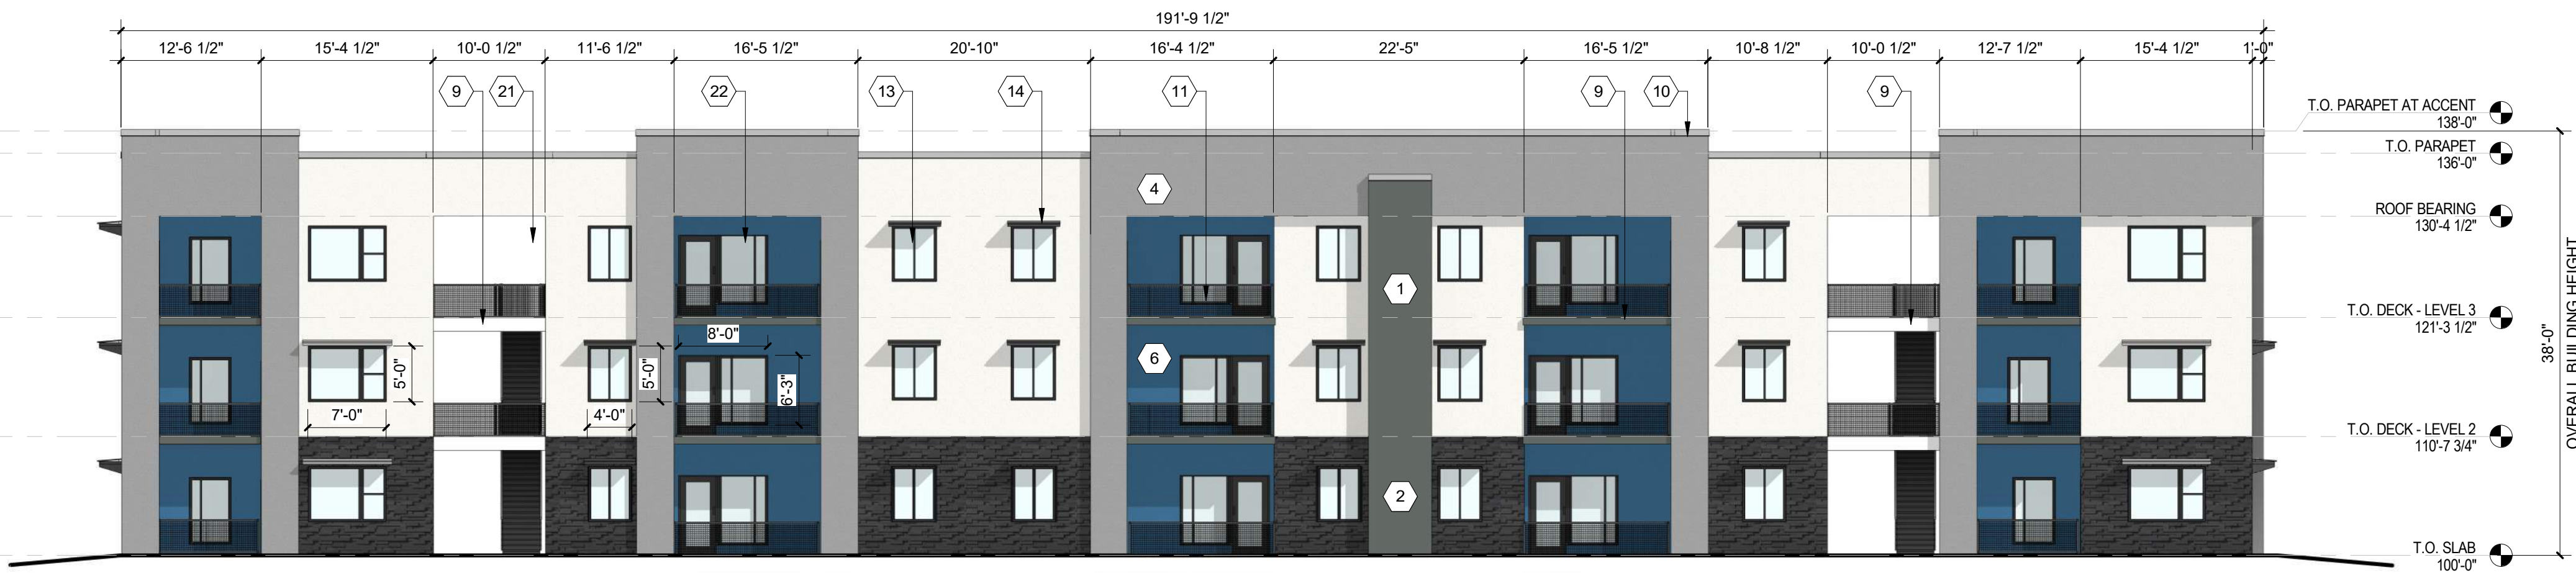 191'-9 1/2"
12'-6 1/2" 15'-4 1/2" 10'-0 1/2" 11'-6 1/2" 16'-5 1/2" 20'-10" 16'-4 1/2" 22'-5" 16'-5 1/2" 10'-8 1/2" 10'-0 1/2" 12'-7 1/2" 15'-4 1/2" 1'-0"
9 21 22 13 14 11 9 10 9
T.O. PARAPET AT ACCENT
138'-0"
T.O. PARAPET
136'-0"
4
ROOF BEARING
130'-4 1/2"
1
T.O. DECK - LEVEL 3
121'-3 1/2"
8'-0"
6
5'-0"
5'-0"
6'-3"
7'-0" 4'-0"
T.O. DECK - LEVEL 2
110'-7 3/4"
2
T.O. SLAB
100'-0"
38'-0"
OVERALL BUILDING HEIGHT